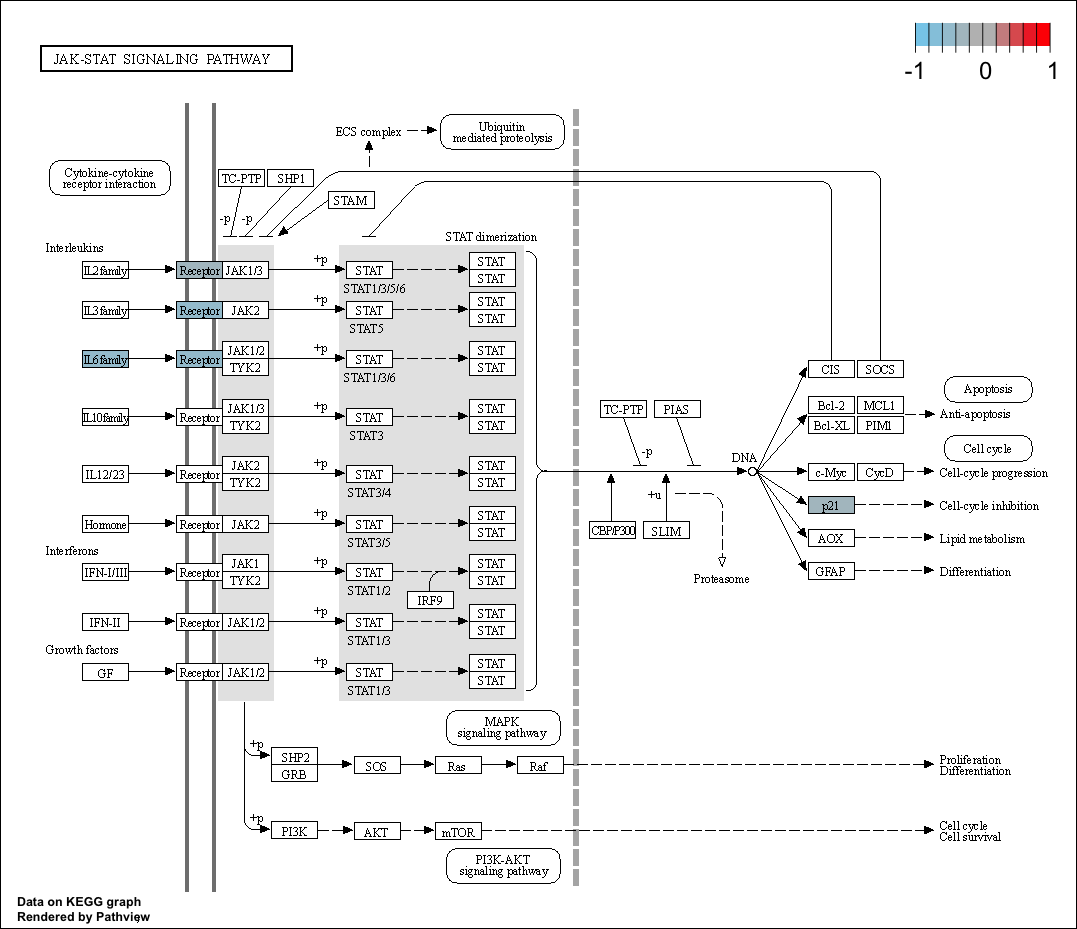 JAK-STAT SIGNALING PATHWAY
-1 0 1
ECS complex
Ubiquitin
mediated proteolysis
Cytokine-cytokine
receptor interaction
TC-PTP
SHP1
STAM
-p -p
STAT dimerization
Interleukins
IL2 family
Receptor
JAK1/3
+p
STAT
STAT1/3/5/6
STAT
STAT
IL3 family
Receptor
JAK2
+p
STAT
STAT5
STAT
STAT
IL6 family
Receptor
JAK1/2
TYK2
+p
STAT
STAT1/3/6
STAT
STAT
IL10 family
Receptor
JAK1/3
TYK2
+p
STAT
STAT3
STAT
STAT
IL12/23
Receptor
JAK2
TYK2
+p
STAT
STAT3/4
STAT
STAT
Hormone
Receptor
JAK2
+p
STAT
STAT3/5
STAT
STAT
Interferons
IFN-I/III
Receptor
JAK1
TYK2
+p
STAT
STAT1/2
IRF9
STAT
STAT
IFN-II
Receptor
JAK1/2
+p
STAT
STAT1/3
STAT
STAT
Growth factors
GF
Receptor
JAK1/2
+p
STAT
STAT1/3
STAT
STAT
TC-PTP
PIAS
-p
+u
CBP/P300
SLIM
Proteasome
DNA
CIS
SOCS
Apoptosis
Bcl-2
MCL1
Bcl-XL
PIM1
Anti-apoptosis
Cell cycle
c-Myc
CycD
Cell-cycle progression
p21
Cell-cycle inhibition
AOX
Lipid metabolism
GFAP
Differentiation
MAPK
signaling pathway
+p
SHP2
GRB
SOS
Ras
Raf
Proliferation
Differentiation
+p
PI3K
AKT
mTOR
Cell cycle
Cell survival
PI3K-AKT
signaling pathway
Data on KEGG graph
Rendered by Pathview